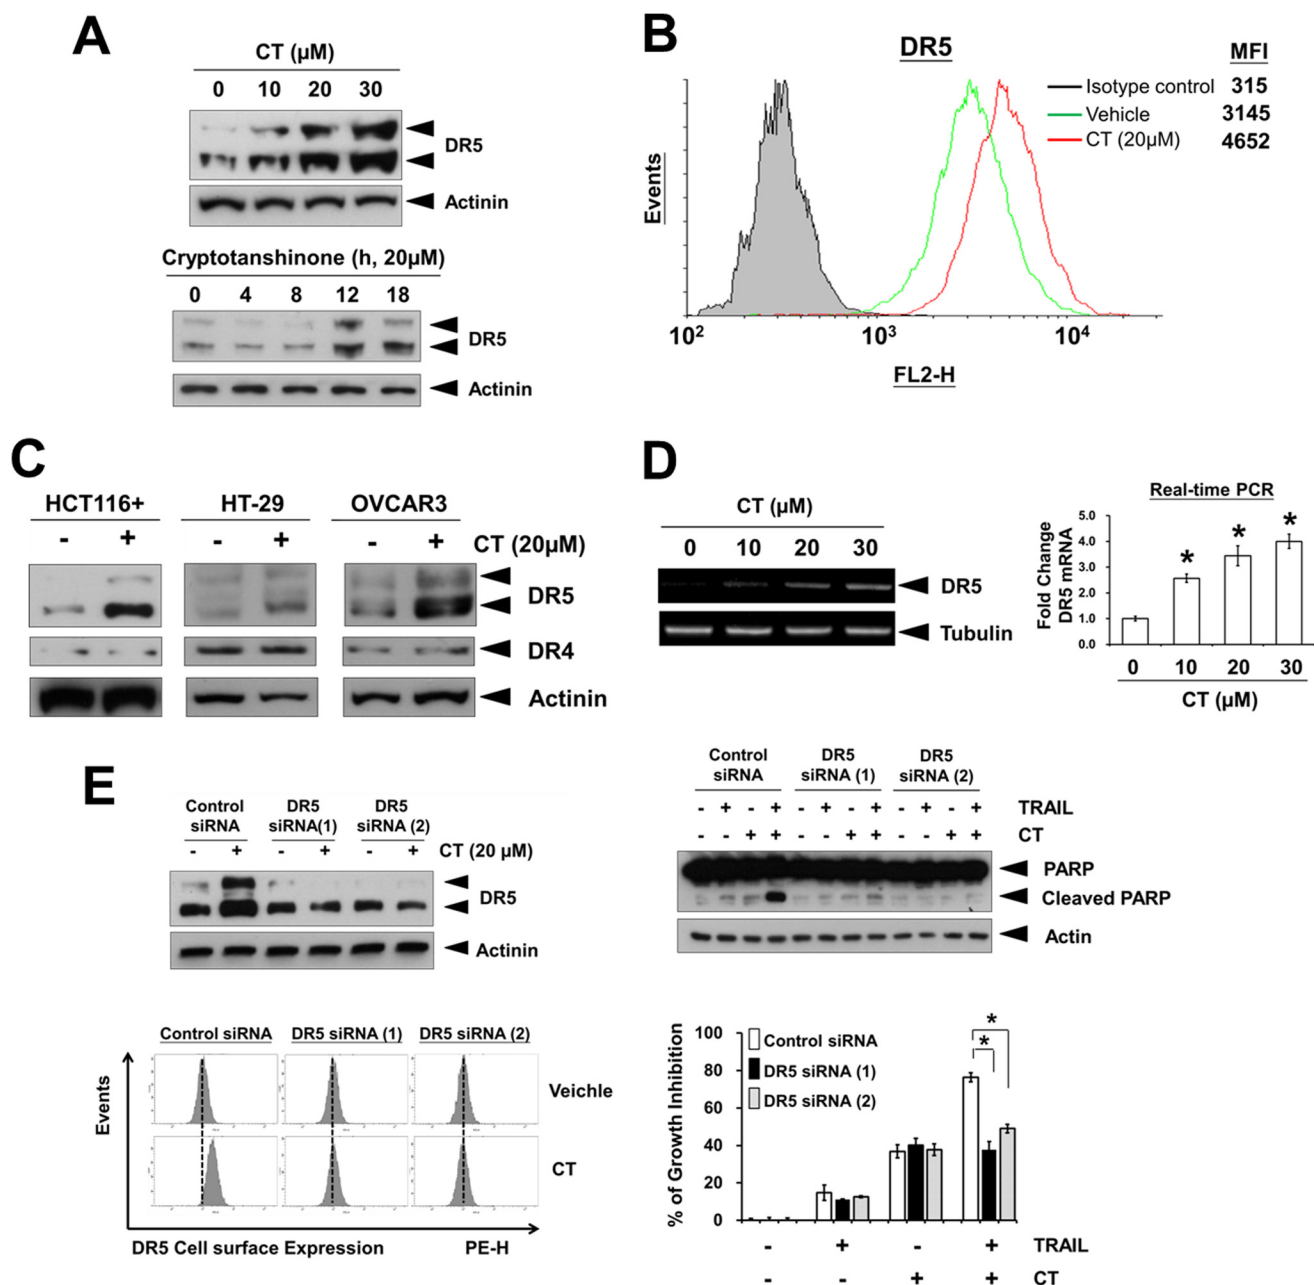 A
CT (µM)
0 10 20 30
DR5
Actinin
Cryptotanshinone (h, 20µM)
0 4 8 12 18
DR5
Actinin
B
DR5
MFI
Isotype control 315
Vehicle 3145
CT (20µM) 4652
Events
10² 10³ 10⁴
FL2-H
C
HCT116+ HT-29 OVCAR3
- + - + - + CT (20µM)
DR5
DR4
Actinin
D
CT (µM)
0 10 20 30
DR5
Tubulin
Real-time PCR
Fold Change
DR5 mRNA
5.0
4.0
3.0
2.0
1.0
0.0
* * *
0 10 20 30
CT (µM)
E
Control siRNA DR5 siRNA(1) DR5 siRNA (2)
- + - + - + CT (20 µM)
DR5
Actinin
Control siRNA DR5 siRNA (1) DR5 siRNA (2)
- + - + - + - + - + - + TRAIL
- - + + - - + + - - + + CT
PARP
Cleaved PARP
Actin
Control siRNA DR5 siRNA (1) DR5 siRNA (2)
Events
Veichle
CT
DR5 Cell surface Expression PE-H
% of Growth Inhibition
100
80
60
40
20
0
Control siRNA
DR5 siRNA (1)
DR5 siRNA (2)
*
*
- + - + TRAIL
- - + + CT